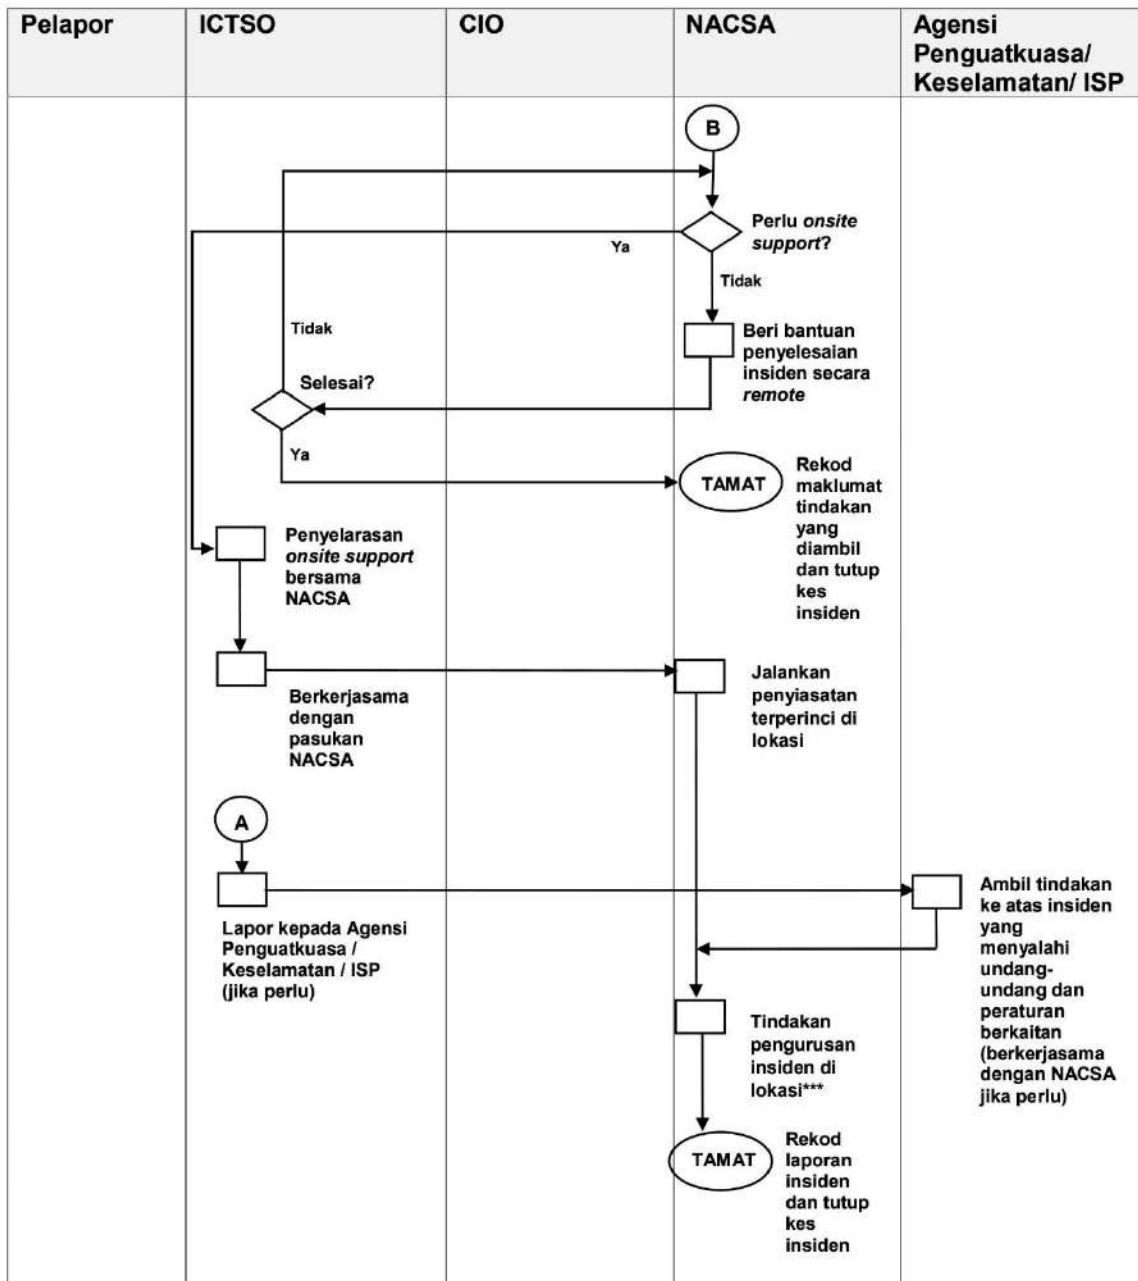 Pelapor
ICTSO
CIO
NACSA
Agensi
Penguatkuasa/
Keselamatan/ ISP
B
Perlu onsite
support?
Ya
Tidak
Tidak
Beri bantuan
penyelesaian
insiden secara
remote
Selesai?
Ya
TAMAT
Rekod
maklumat
tindakan
yang
diambil
dan tutup
kes
insiden
Penyelarasan
onsite support
bersama
NACSA
Berkerjasama
dengan
pasukan
NACSA
Jalankan
penyiasatan
terperinci di
lokasi
A
Lapor kepada Agensi
Penguatkuasa /
Keselamatan / ISP
(jika perlu)
Ambil tindakan
ke atas insiden
yang
menyalahi
undang-
undang dan
peraturan
berkaitan
(berkerjasama
dengan NACSA
jika perlu)
Tindakan
pengurusan
insiden di
lokasi***
TAMAT
Rekod
laporan
insiden
dan tutup
kes
insiden